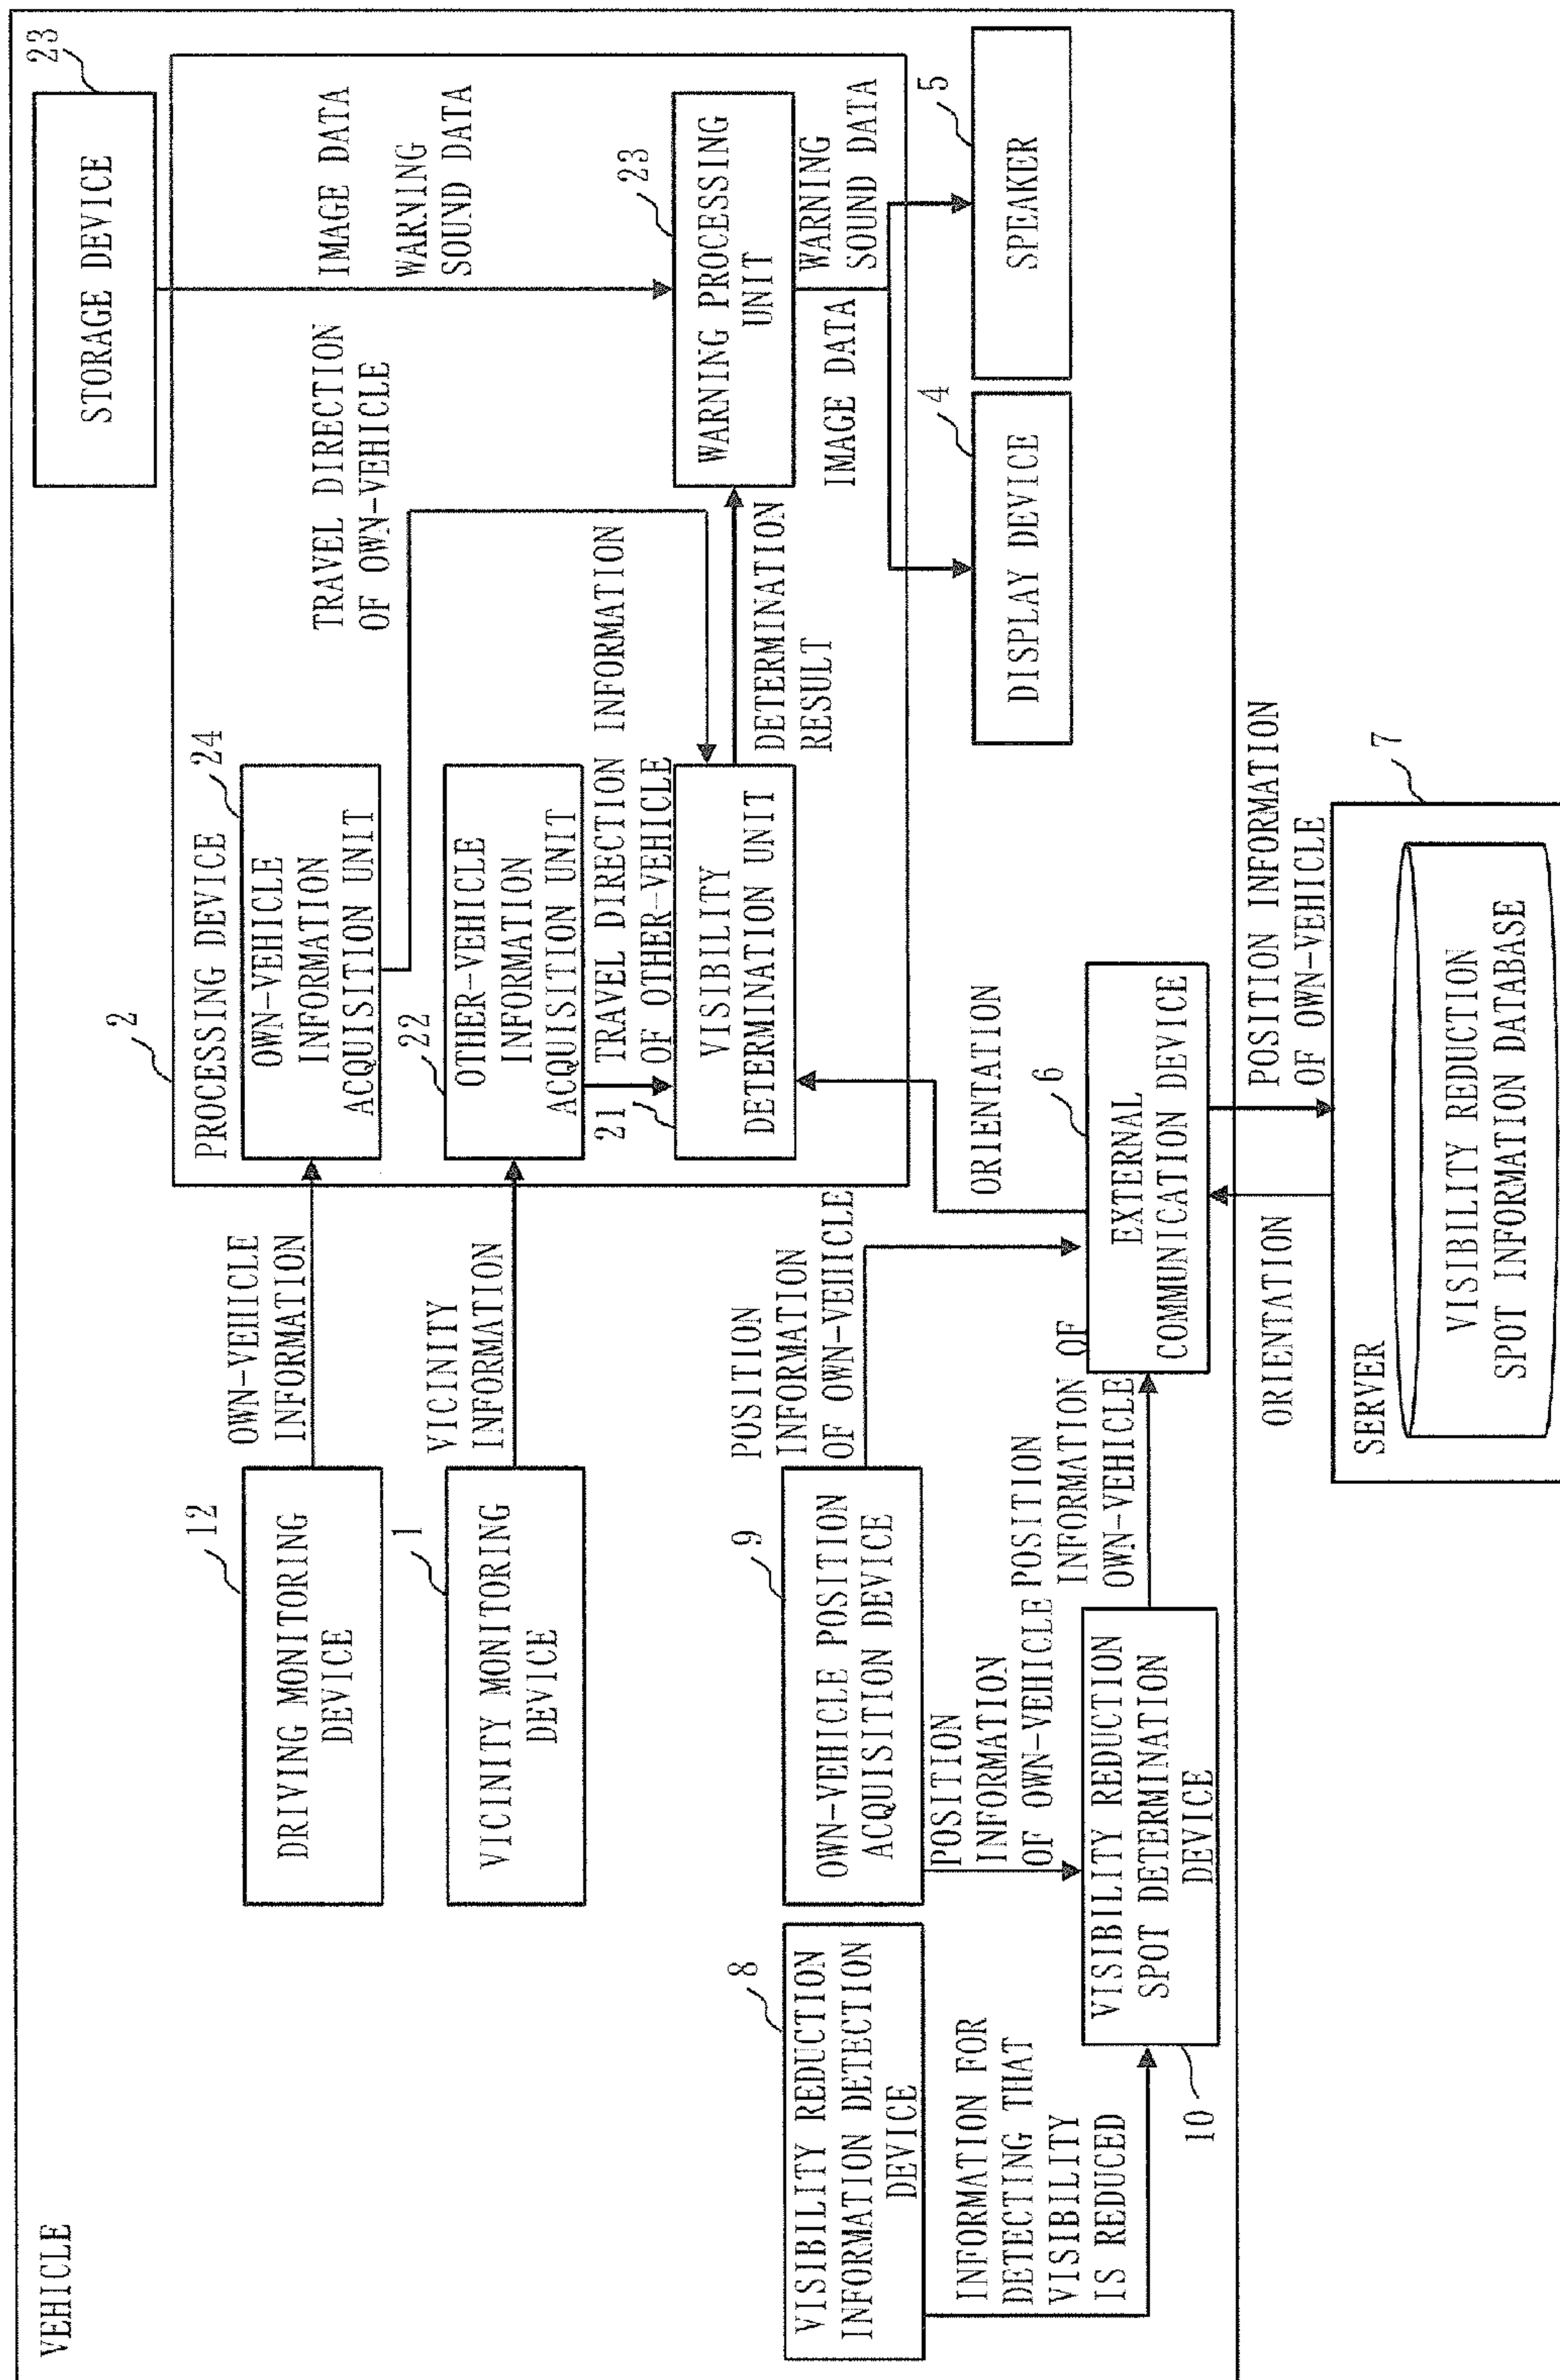 VEHICLE
12
DRIVING MONITORING
DEVICE
OWN-VEHICLE
INFORMATION
1
VICINITY MONITORING
DEVICE
VICINITY
INFORMATION
2
PROCESSING DEVICE
24
OWN-VEHICLE
INFORMATION
ACQUISITION UNIT
TRAVEL DIRECTION
OF OWN-VEHICLE
22
OTHER-VEHICLE
INFORMATION
ACQUISITION UNIT
TRAVEL DIRECTION INFORMATION
OF OTHER-VEHICLE
21
VISIBILITY
DETERMINATION UNIT
DETERMINATION
RESULT
23
STORAGE DEVICE
IMAGE DATA
WARNING
SOUND DATA
23
WARNING PROCESSING
UNIT
IMAGE DATA
WARNING
SOUND DATA
4
DISPLAY DEVICE
5
SPEAKER
8
VISIBILITY REDUCTION
INFORMATION DETECTION
DEVICE
INFORMATION FOR
DETECTING THAT
VISIBILITY
IS REDUCED
9
OWN-VEHICLE POSITION
ACQUISITION DEVICE
POSITION
INFORMATION
OF OWN-VEHICLE
POSITION
INFORMATION
OF OWN-VEHICLE
10
VISIBILITY REDUCTION
SPOT DETERMINATION
DEVICE
POSITION
INFORMATION OF
OWN-VEHICLE
6
EXTERNAL
COMMUNICATION DEVICE
ORIENTATION
ORIENTATION
POSITION INFORMATION
OF OWN-VEHICLE
7
SERVER
VISIBILITY REDUCTION
SPOT INFORMATION DATABASE